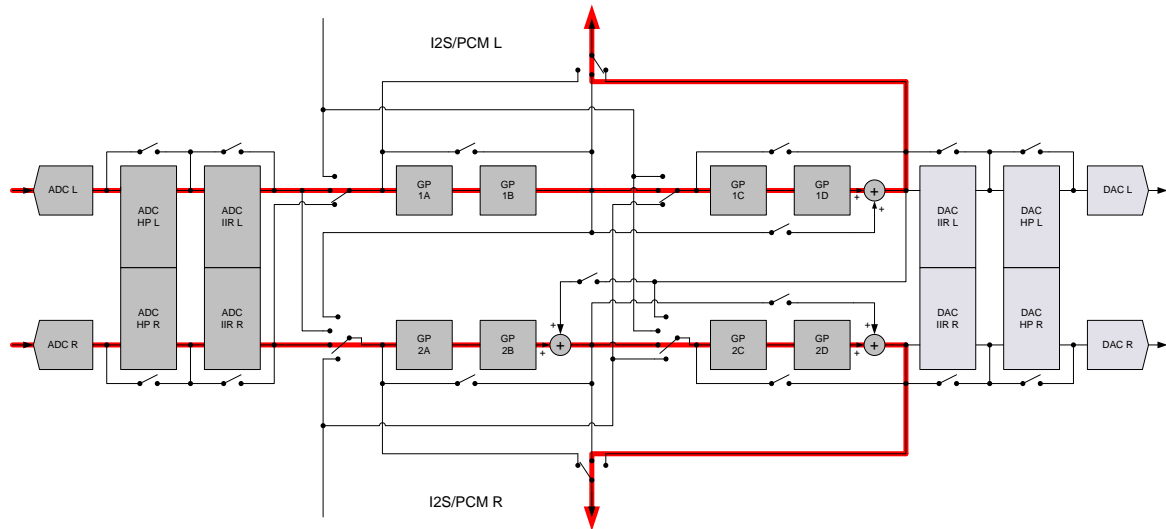 I2S/PCM L
ADC L
ADC
HP L
ADC
IIR L
GP
1A
GP
1B
GP
1C
GP
1D
+
+
+
DAC
IIR L
DAC
HP L
DAC L
ADC R
ADC
HP R
ADC
IIR R
GP
2A
GP
2B
+
+
+
GP
2C
GP
2D
+
+
+
DAC
IIR R
DAC
HP R
DAC R
I2S/PCM R